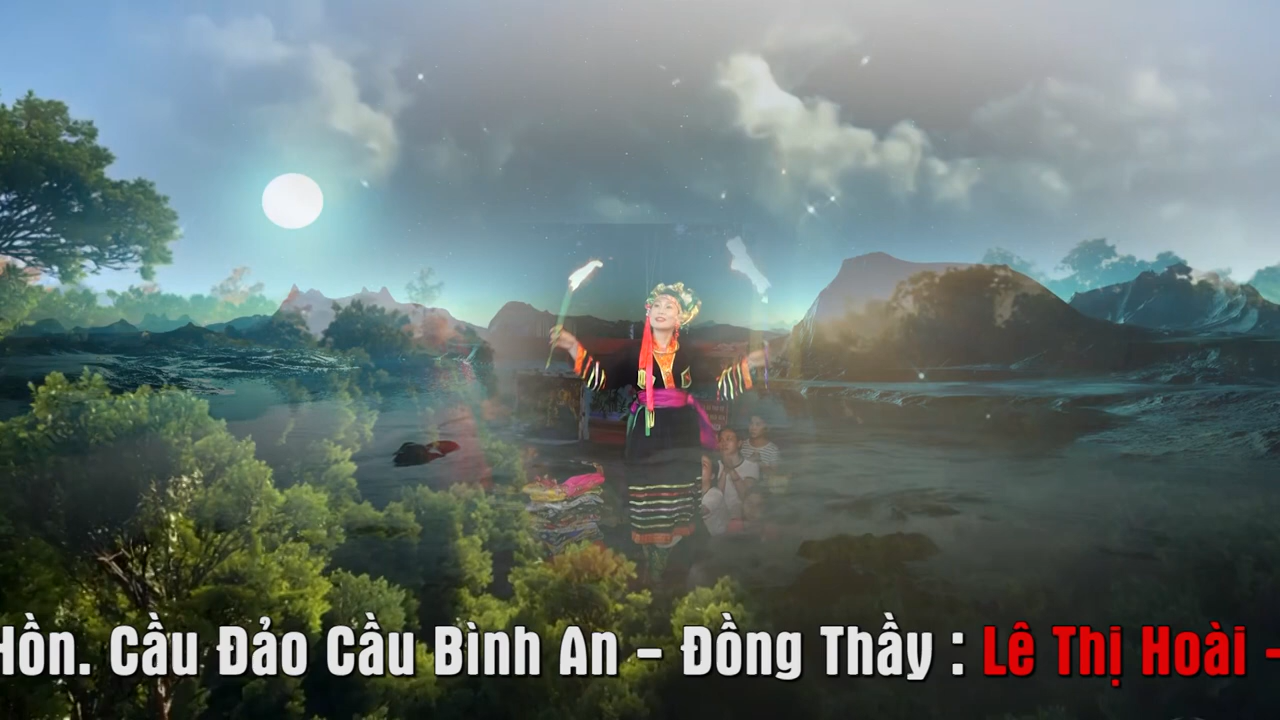 Hồn. Cầu Đảo Cầu Bình An – Đồng Thầy : Lê Thị Hoài -